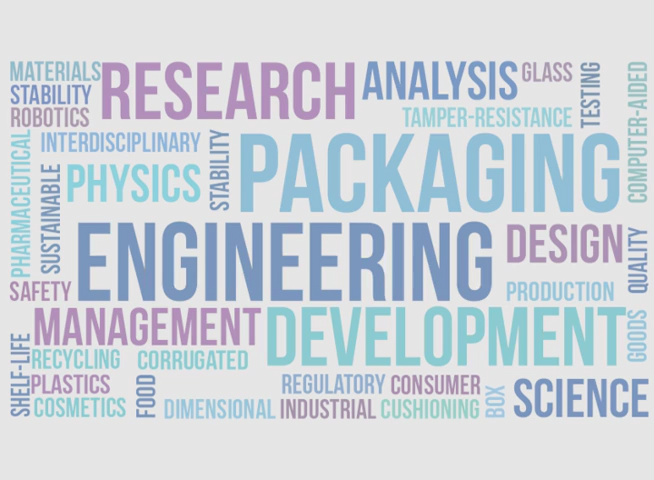 MATERIALS
STABILITY
ROBOTICS
RESEARCH
ANALYSIS
GLASS
TESTING
COMPUTER-AIDED
TAMPER-RESISTANCE
PHARMACEUTICAL
INTERDISCIPLINARY
SUSTAINABLE
PHYSICS
STABILITY
PACKAGING
ENGINEERING
DESIGN
QUALITY
SAFETY
PRODUCTION
MANAGEMENT
DEVELOPMENT
GOODS
SHELF-LIFE
RECYCLING
CORRUGATED
PLASTICS
COSMETICS
FOOD
REGULATORY
CONSUMER
DIMENSIONAL
INDUSTRIAL
CUSHIONING
BOX
SCIENCE